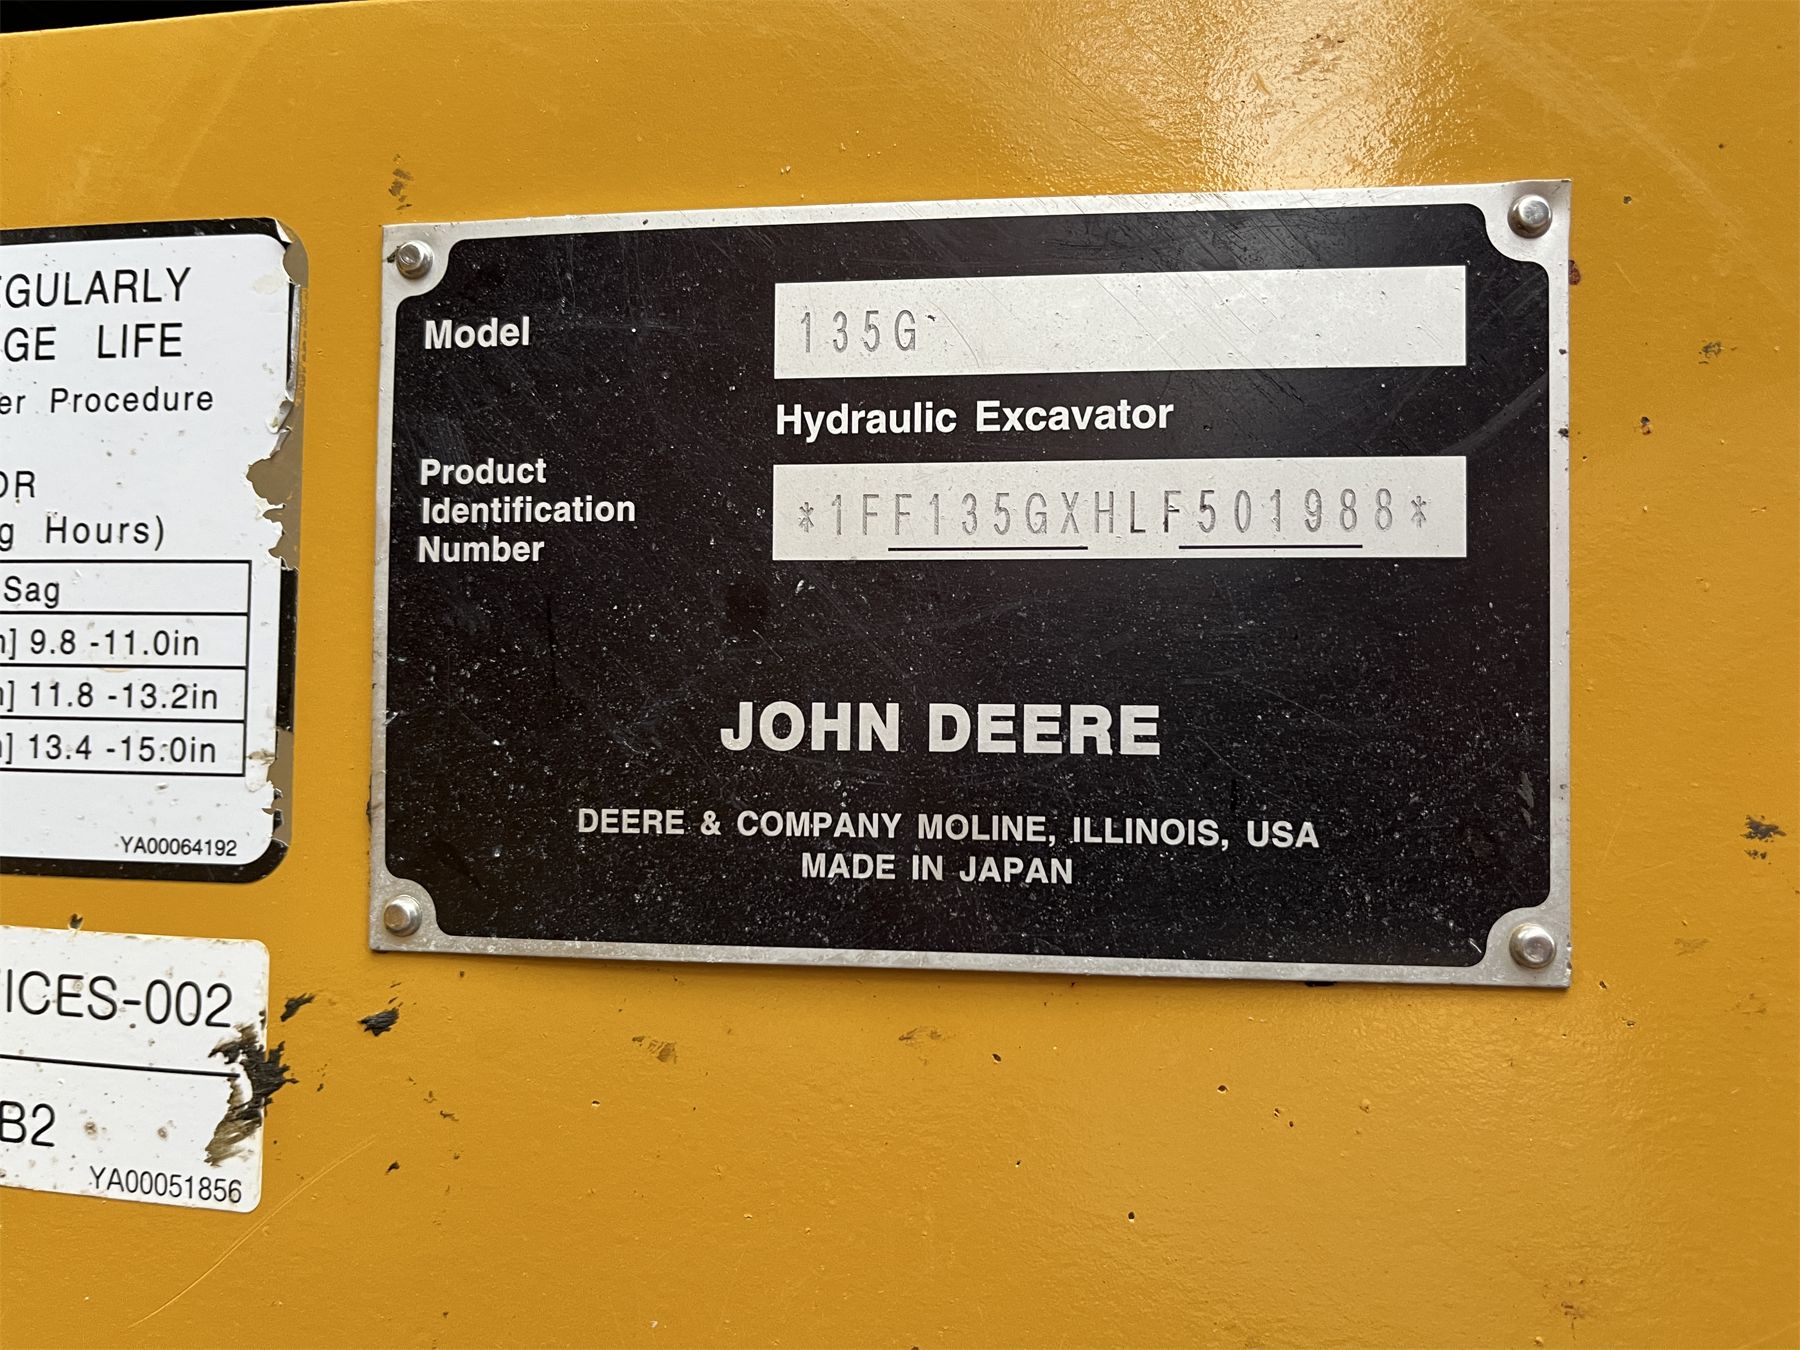 EGULARLY
GE LIFE
er Procedure
OR
g Hours)
Sag
] 9.8 -11.0in
] 11.8 -13.2in
] 13.4 -15.0in
YA00064192
ICES-002
B2
YA00051856
Model
135G
Hydraulic Excavator
Product
Identification
Number
*1FF135GXHLF501988*
JOHN DEERE
DEERE & COMPANY MOLINE, ILLINOIS, USA
MADE IN JAPAN